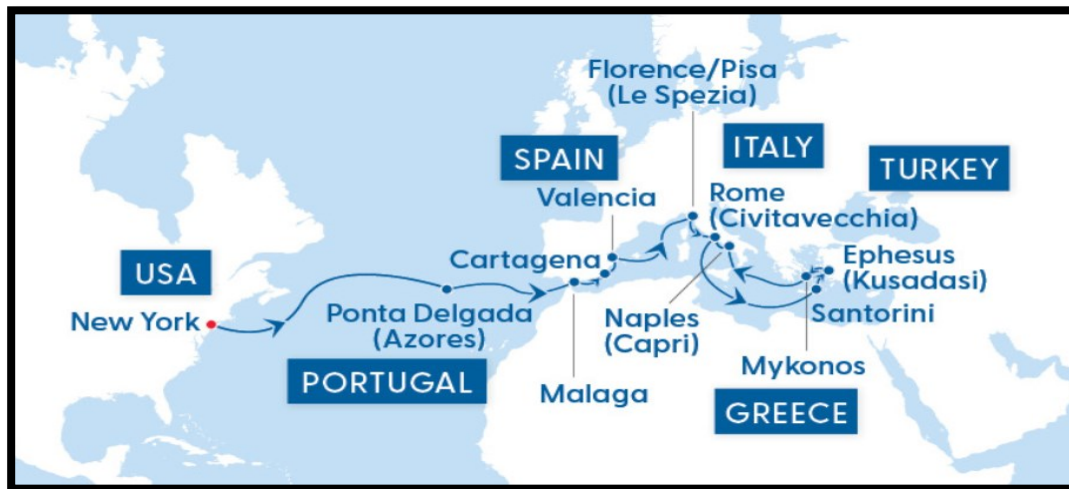 Florence/Pisa
(Le Spezia)
SPAIN
ITALY
TURKEY
Valencia
Rome
(Civitavecchia)
USA
Cartagena
Ephesus
(Kusadasi)
New York
Ponta Delgada
(Azores)
Naples
(Capri)
Santorini
PORTUGAL
Malaga
Mykonos
GREECE